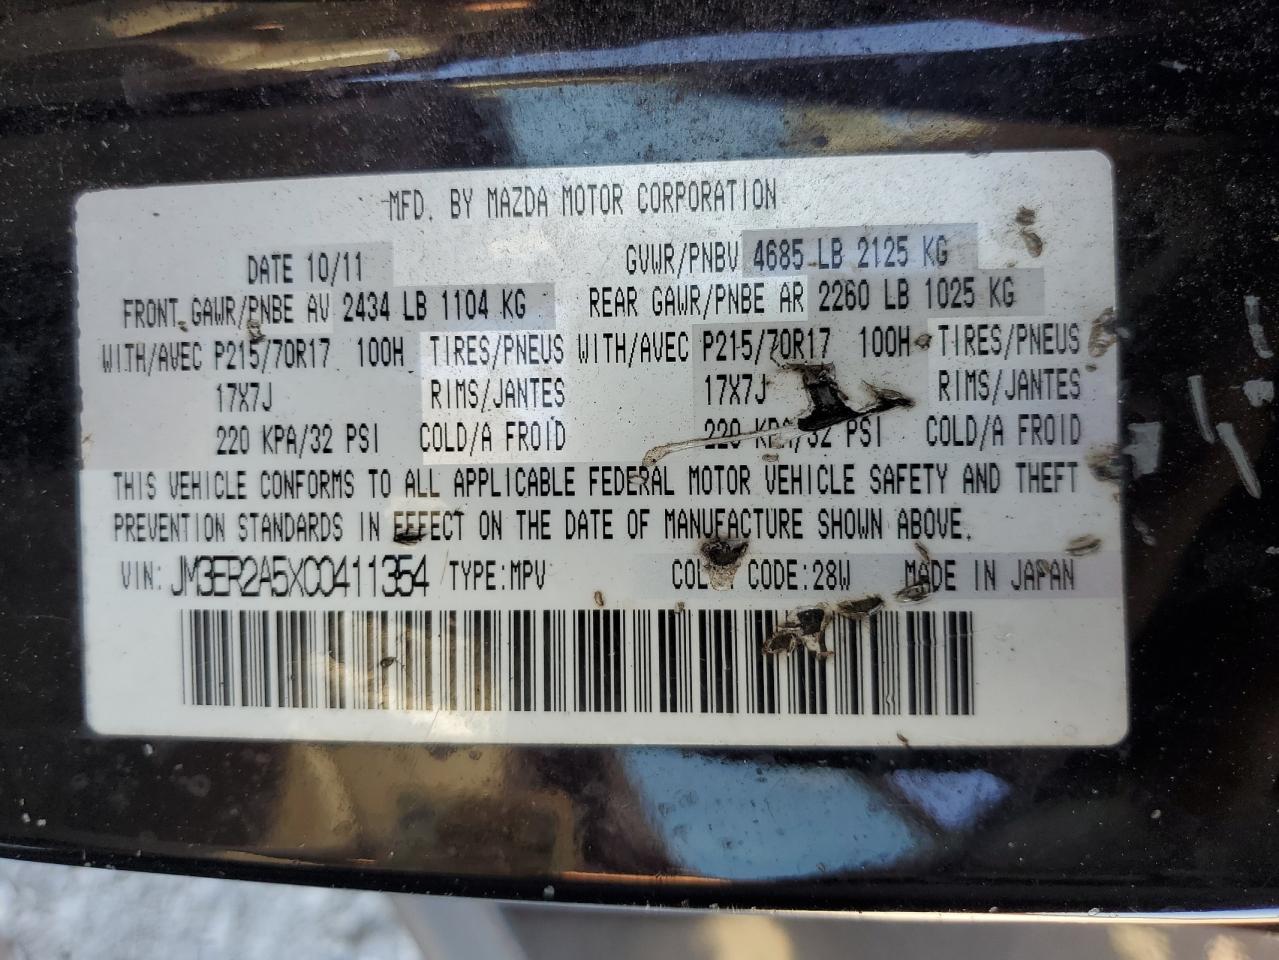 MFD. BY MAZDA MOTOR CORPORATION
DATE 10/11 GVWR/PNBV 4685 LB 2125 KG
FRONT GAWR/PNBE AV 2434 LB 1104 KG REAR GAWR/PNBE AR 2260 LB 1025 KG
WITH/AVEC P215/70R17 100H TIRES/PNEUS WITH/AVEC P215/70R17 100H TIRES/PNEUS
17X7J RIMS/JANTES 17X7J RIMS/JANTES
220 KPA/32 PSI COLD/A FROID 220 KPA/32 PSI COLD/A FROID
THIS VEHICLE CONFORMS TO ALL APPLICABLE FEDERAL MOTOR VEHICLE SAFETY AND THEFT
PREVENTION STANDARDS IN EFFECT ON THE DATE OF MANUFACTURE SHOWN ABOVE.
VIN: JM3ER2A5XC0411354 TYPE:MPV COLOR CODE:28W MADE IN JAPAN